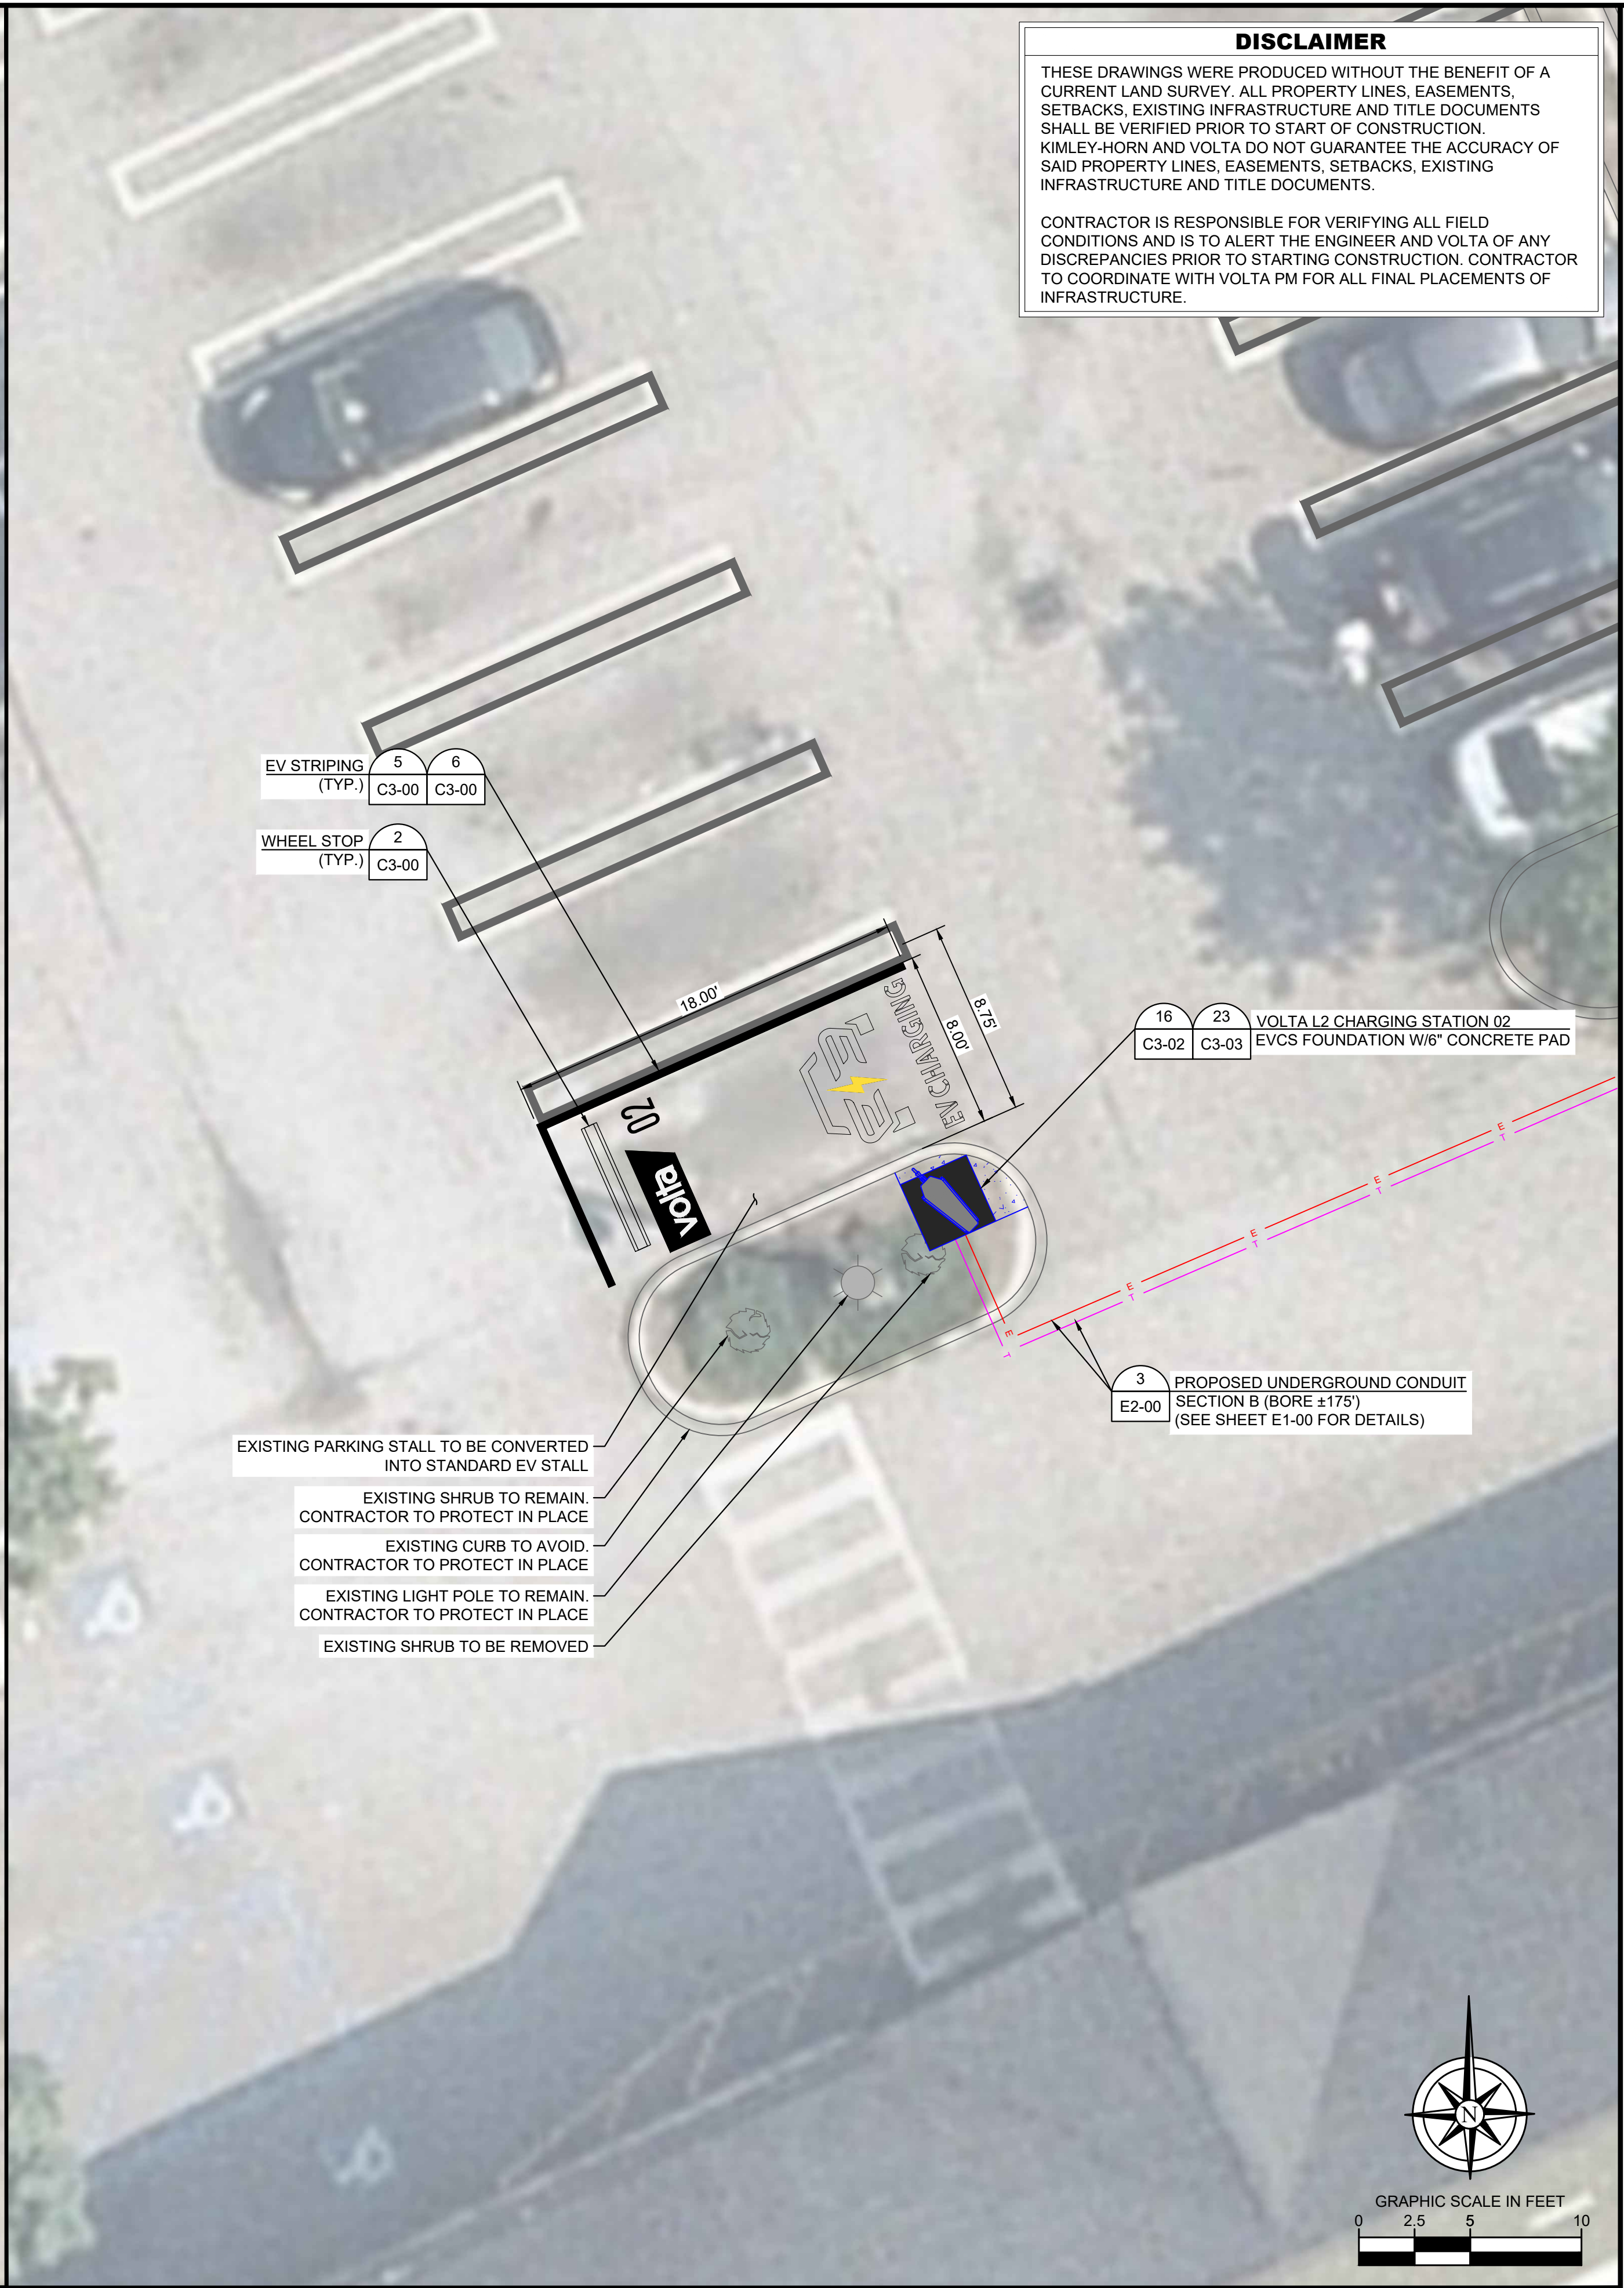 DISCLAIMER
THESE DRAWINGS WERE PRODUCED WITHOUT THE BENEFIT OF A
CURRENT LAND SURVEY. ALL PROPERTY LINES, EASEMENTS,
SETBACKS, EXISTING INFRASTRUCTURE AND TITLE DOCUMENTS
SHALL BE VERIFIED PRIOR TO START OF CONSTRUCTION.
KIMLEY-HORN AND VOLTA DO NOT GUARANTEE THE ACCURACY OF
SAID PROPERTY LINES, EASEMENTS, SETBACKS, EXISTING
INFRASTRUCTURE AND TITLE DOCUMENTS.
CONTRACTOR IS RESPONSIBLE FOR VERIFYING ALL FIELD
CONDITIONS AND IS TO ALERT THE ENGINEER AND VOLTA OF ANY
DISCREPANCIES PRIOR TO STARTING CONSTRUCTION. CONTRACTOR
TO COORDINATE WITH VOLTA PM FOR ALL FINAL PLACEMENTS OF
INFRASTRUCTURE.
EV STRIPING
(TYP.)
5
C3-00
6
C3-00
WHEEL STOP
(TYP.)
2
C3-00
18.00'
8.75'
8.00'
EV CHARGING
02
volta
16
C3-02
23
C3-03
VOLTA L2 CHARGING STATION 02
EVCS FOUNDATION W/6" CONCRETE PAD
E
T
E
T
E
T
E
T
E
T
3
E2-00
PROPOSED UNDERGROUND CONDUIT
SECTION B (BORE ±175')
(SEE SHEET E1-00 FOR DETAILS)
EXISTING PARKING STALL TO BE CONVERTED
INTO STANDARD EV STALL
EXISTING SHRUB TO REMAIN.
CONTRACTOR TO PROTECT IN PLACE
EXISTING CURB TO AVOID.
CONTRACTOR TO PROTECT IN PLACE
EXISTING LIGHT POLE TO REMAIN.
CONTRACTOR TO PROTECT IN PLACE
EXISTING SHRUB TO BE REMOVED
N
GRAPHIC SCALE IN FEET
0 2.5 5 10